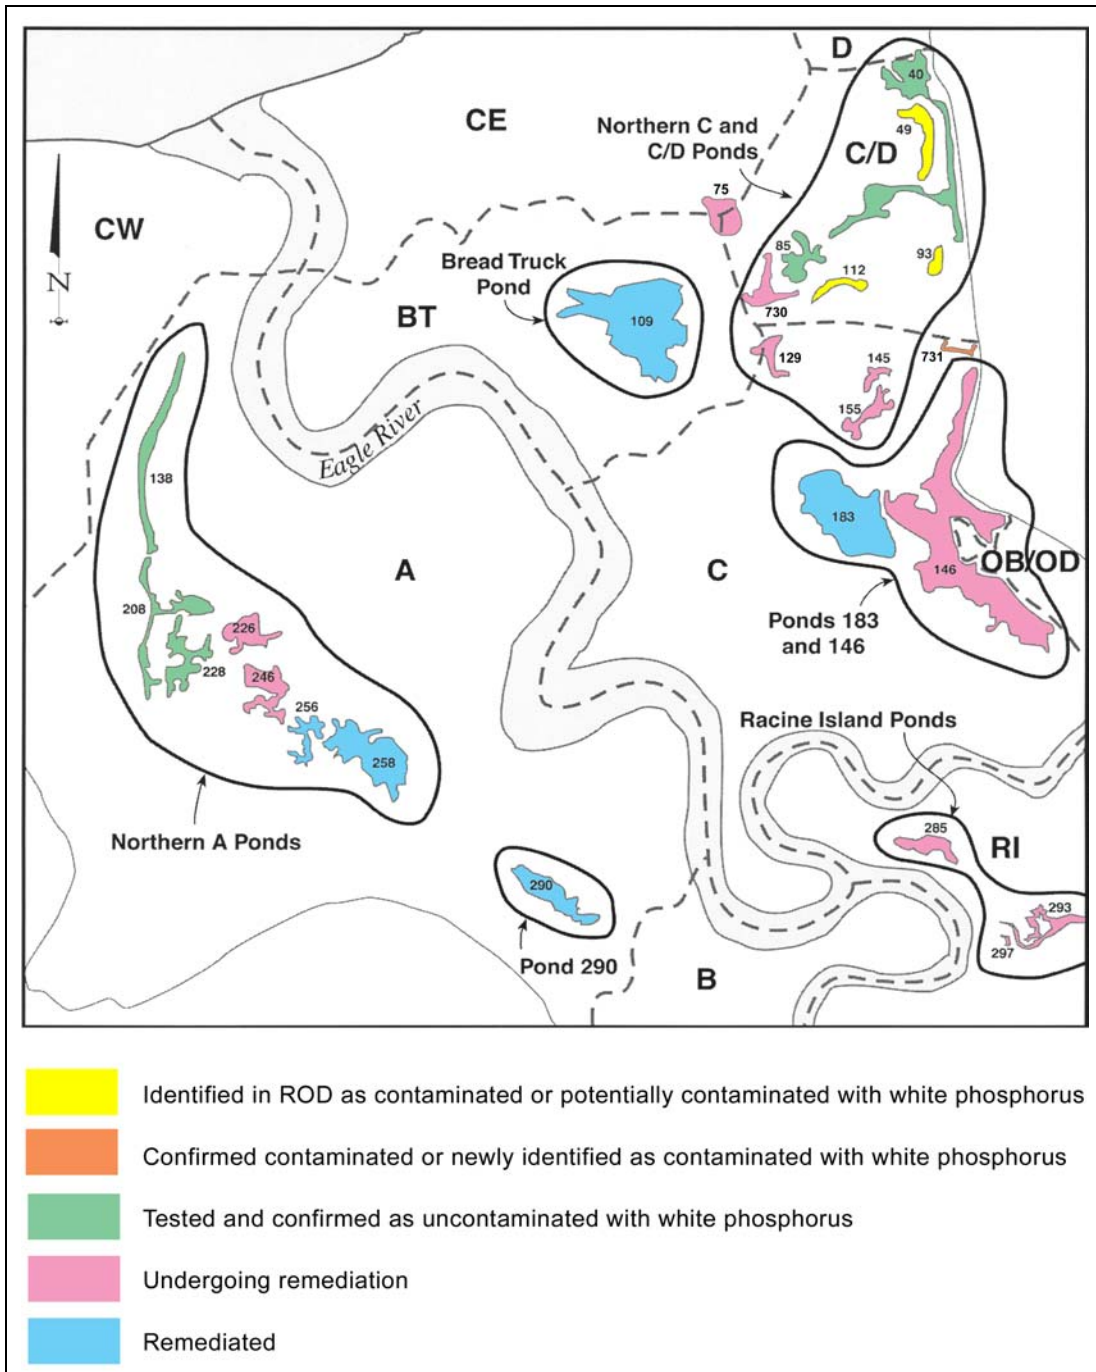 D
40
CE
Northern C and
C/D Ponds
49
C/D
75
CW
N
85
93
Bread Truck
Pond
112
BT
109
730
129
145
731
155
Eagle River
138
183
A
C
OB/OD
146
208
226
Ponds 183
and 146
228
246
256
Racine Island Ponds
258
285
RI
Northern A Ponds
290
293
297
Pond 290
B
Identified in ROD as contaminated or potentially contaminated with white phosphorus
Confirmed contaminated or newly identified as contaminated with white phosphorus
Tested and confirmed as uncontaminated with white phosphorus
Undergoing remediation
Remediated